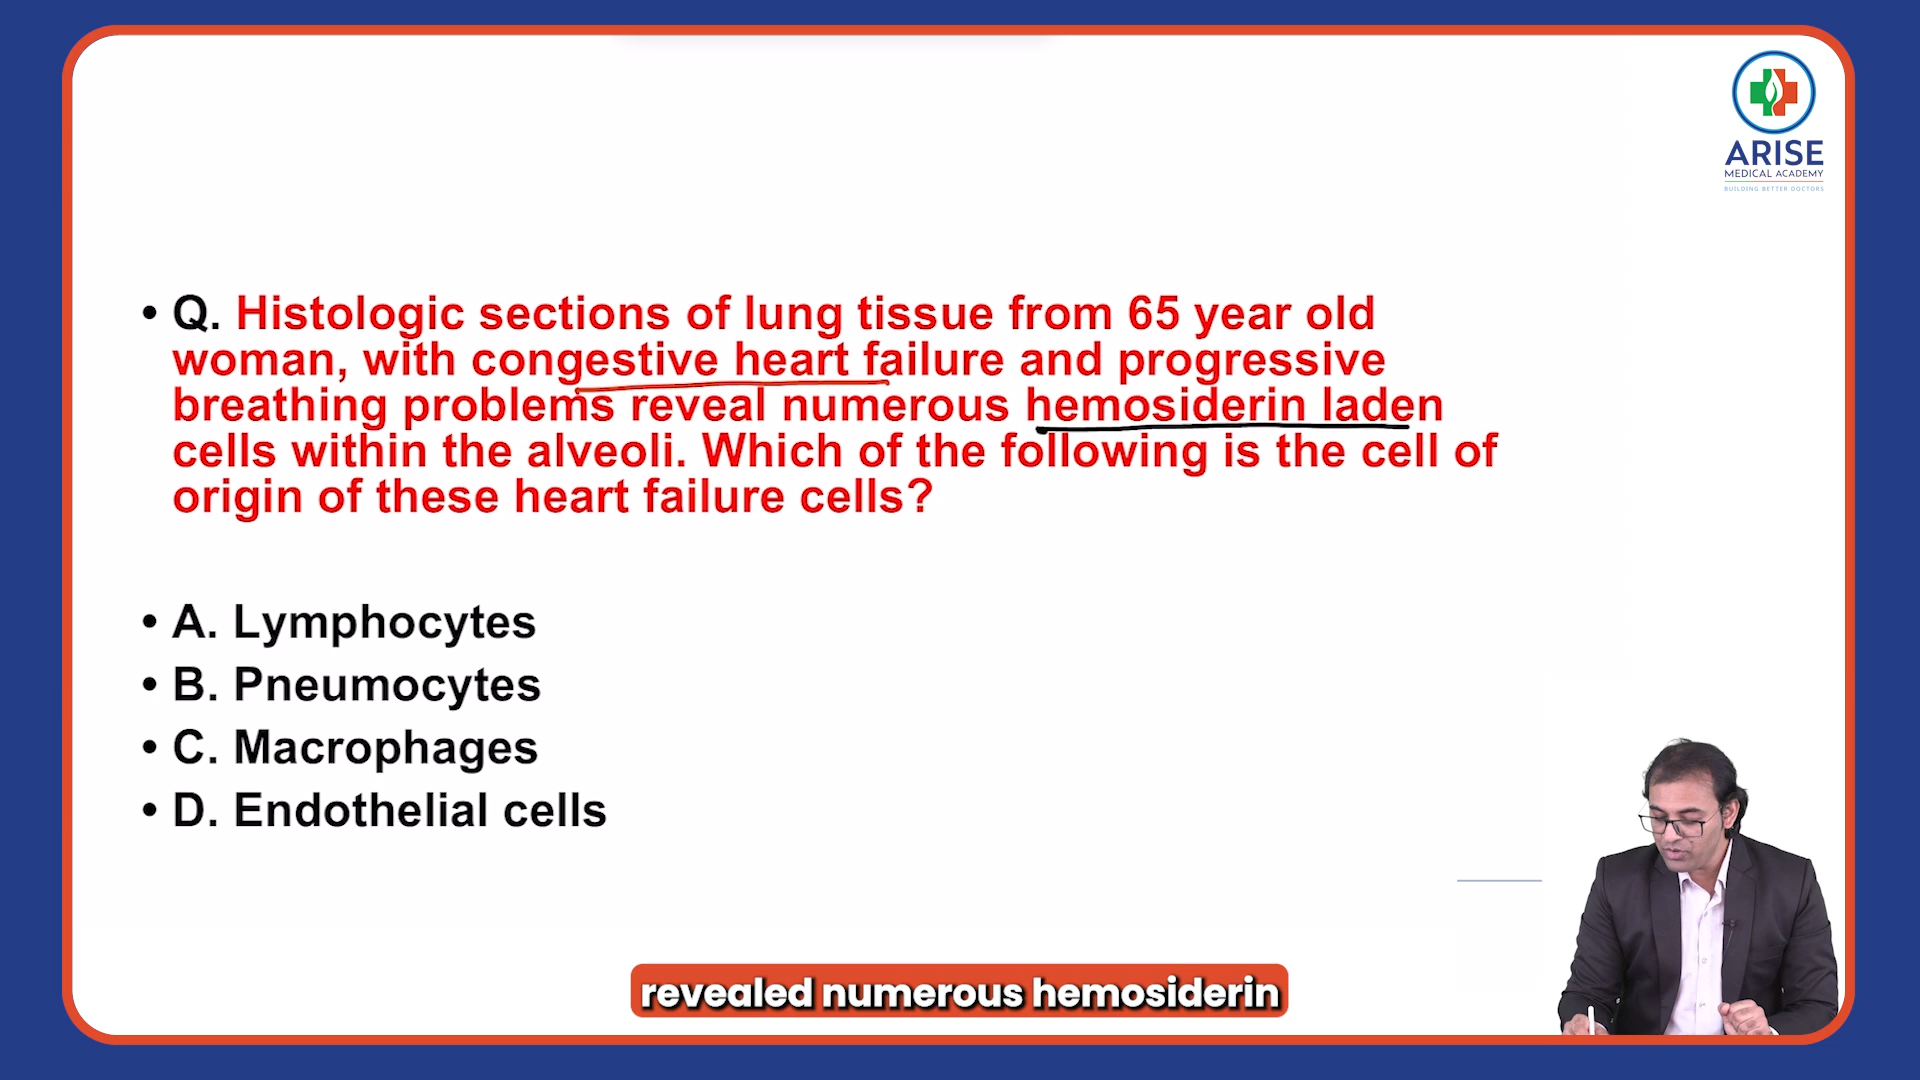 ARISE
MEDICAL ACADEMY
BUILDING BETTER DOCTORS
• Q. Histologic sections of lung tissue from 65 year old
woman, with congestive heart failure and progressive
breathing problems reveal numerous hemosiderin laden
cells within the alveoli. Which of the following is the cell of
origin of these heart failure cells?
• A. Lymphocytes
• B. Pneumocytes
• C. Macrophages
• D. Endothelial cells
revealed numerous hemosiderin